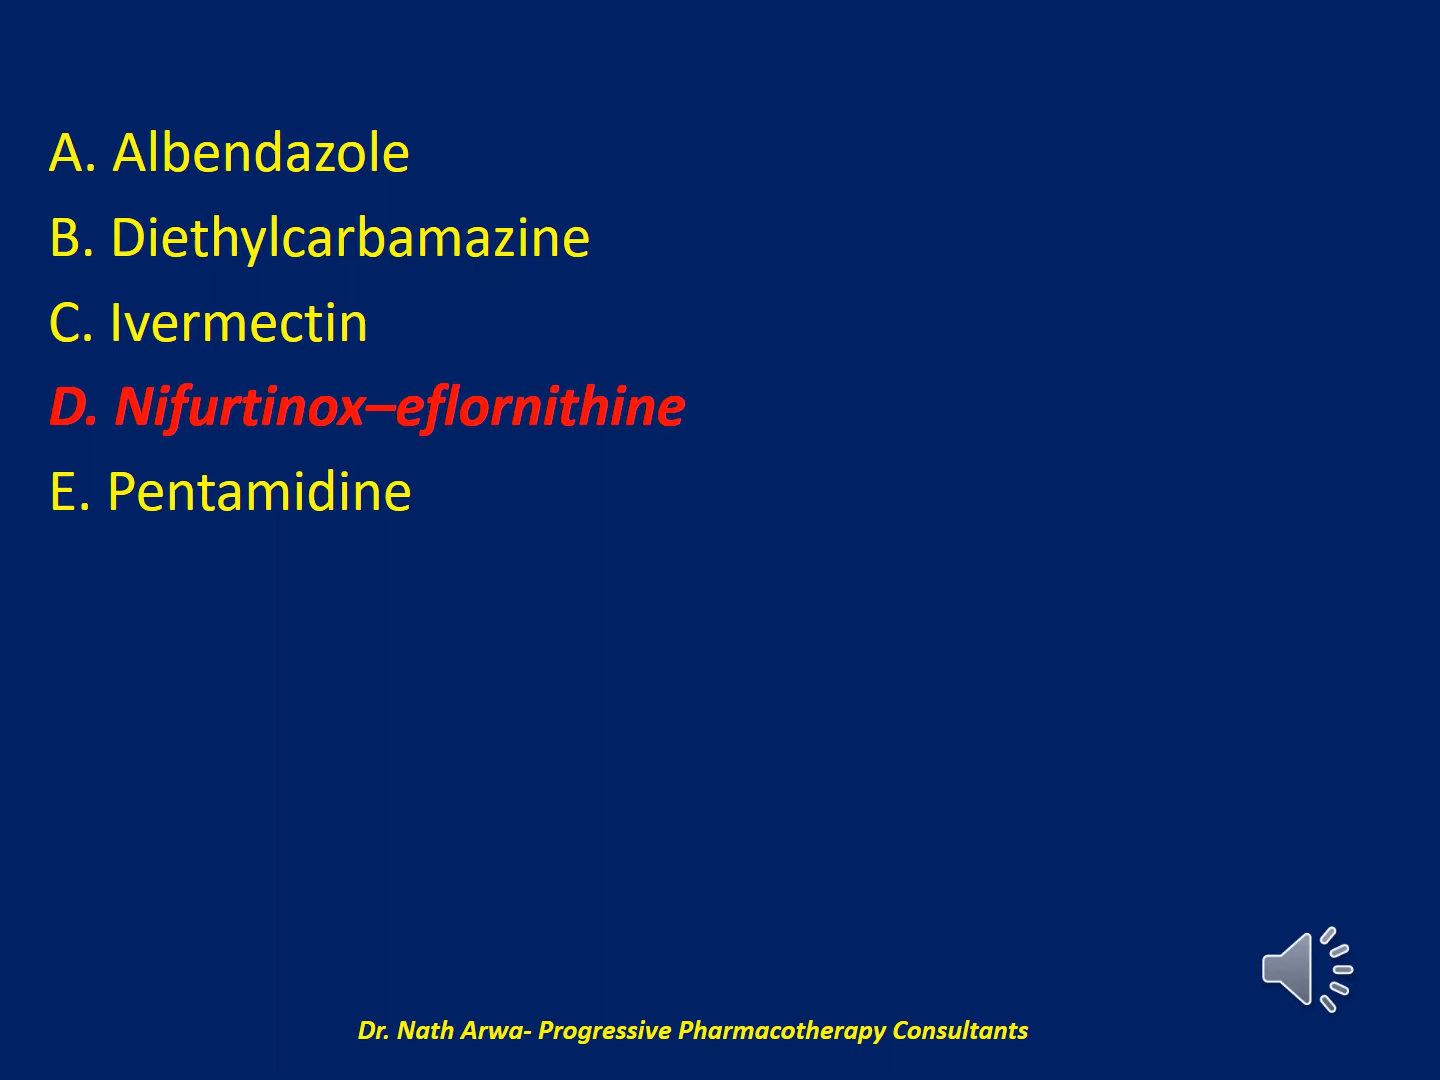 A. Albendazole
B. Diethylcarbamazine
C. Ivermectin
D. Nifurtinox–eflornithine
E. Pentamidine
Dr. Nath Arwa- Progressive Pharmacotherapy Consultants